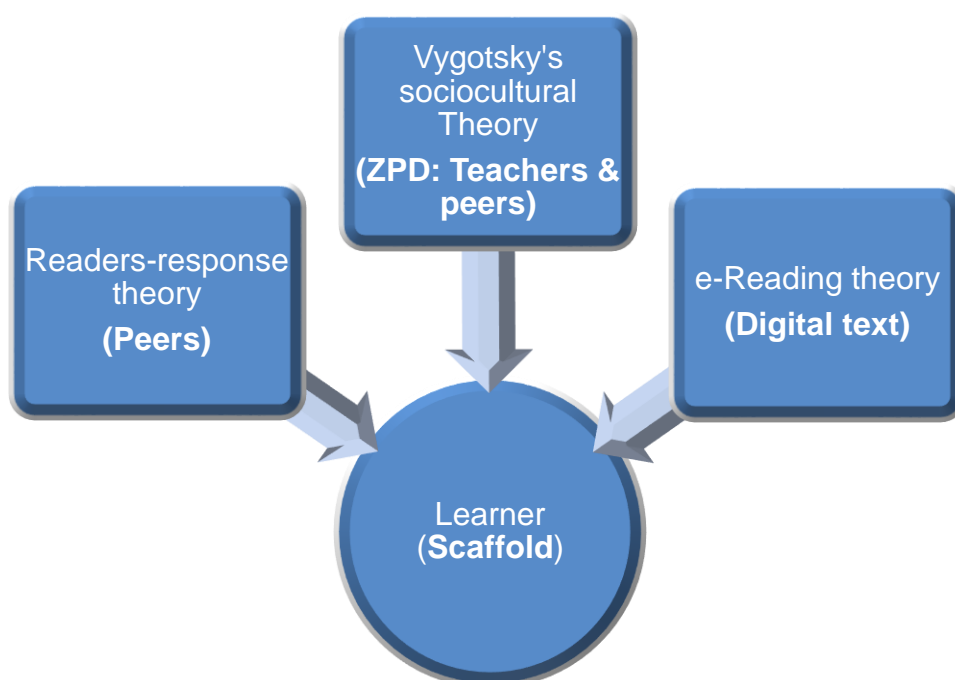 Vygotsky's
sociocultural
Theory
(ZPD: Teachers &
peers)
Readers-response
theory
(Peers)
e-Reading theory
(Digital text)
Learner
(Scaffold)